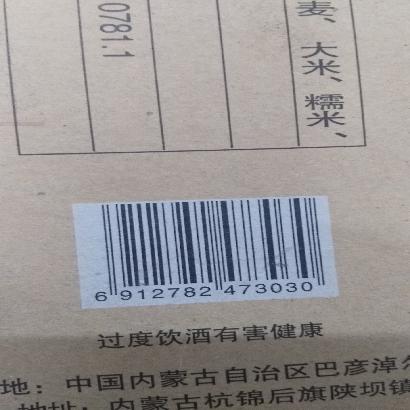 麦、大米、糯米、
0781.1
6 912782 473030
过度饮酒有害健康
地：中国内蒙古自治区巴彦淖尔
地址：内蒙古杭锦后旗陕坝镇